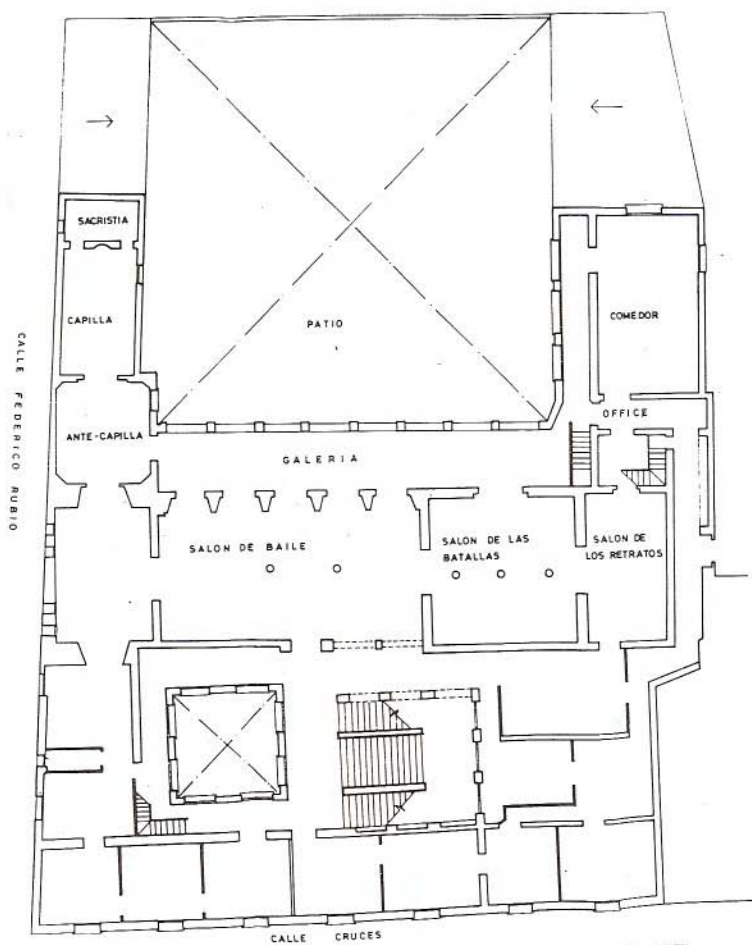 SACRISTIA
CAPILLA
PATIO
COMEDOR
CALLE FEDERICO RUBIO
ANTE-CAPILLA
OFFICE
GALERIA
SALON DE BAILE
SALON DE LAS
BATALLAS
SALON DE
LOS RETRATOS
CALLE CRUCES